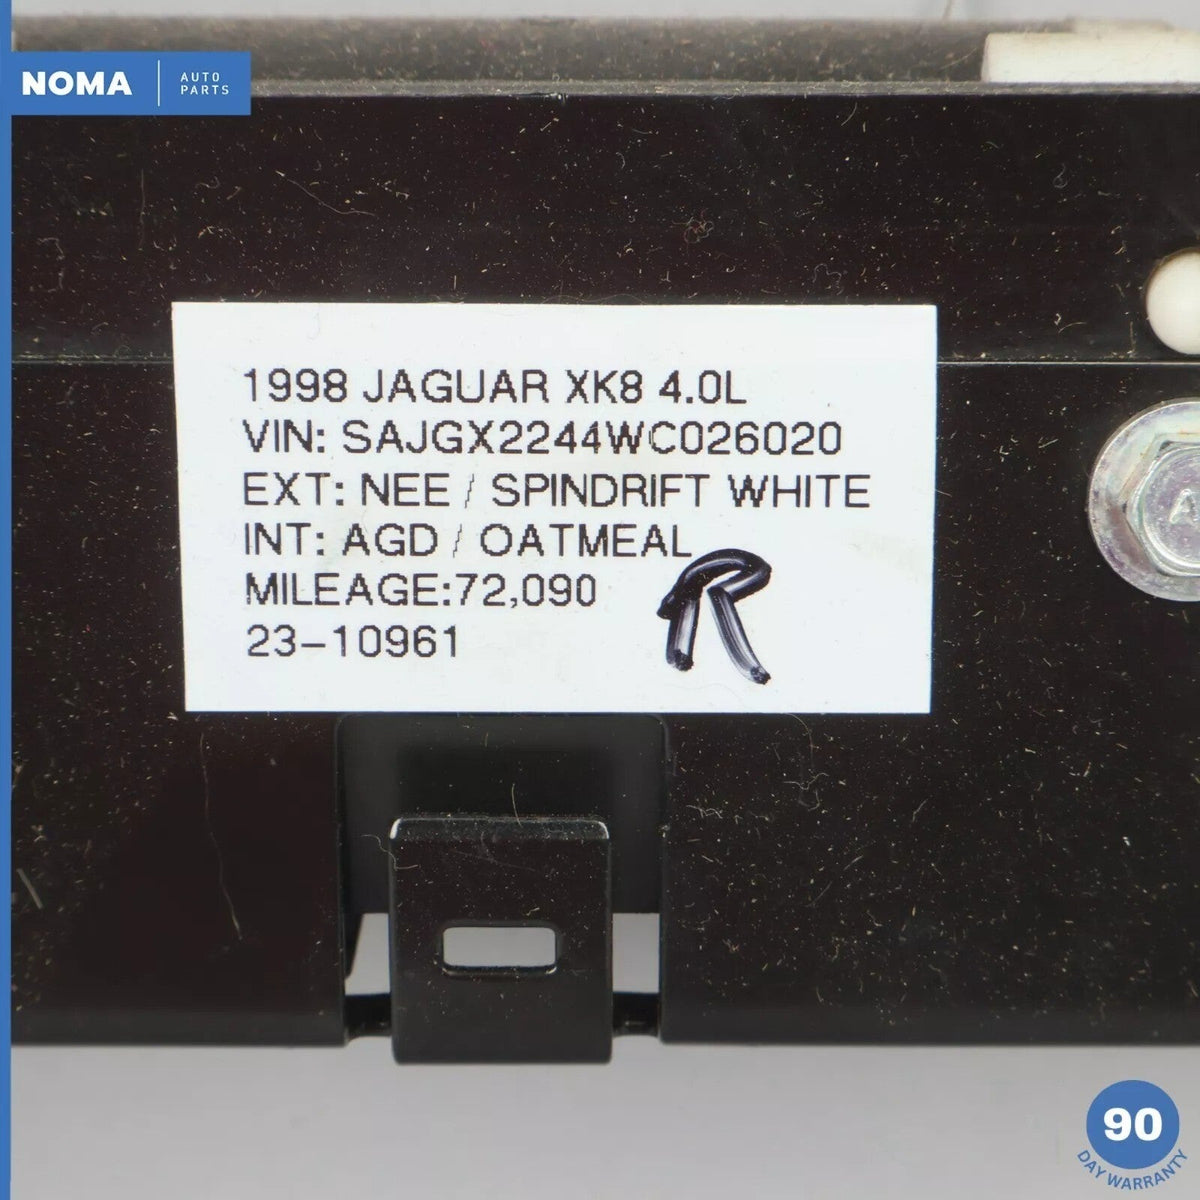 NOMA AUTO
PARTS
1998 JAGUAR XK8 4.0L
VIN: SAJGX2244WC026020
EXT: NEE / SPINDRIFT WHITE
INT: AGD / OATMEAL
MILEAGE:72,090
23-10961
R
A
90
DAY WARRANTY